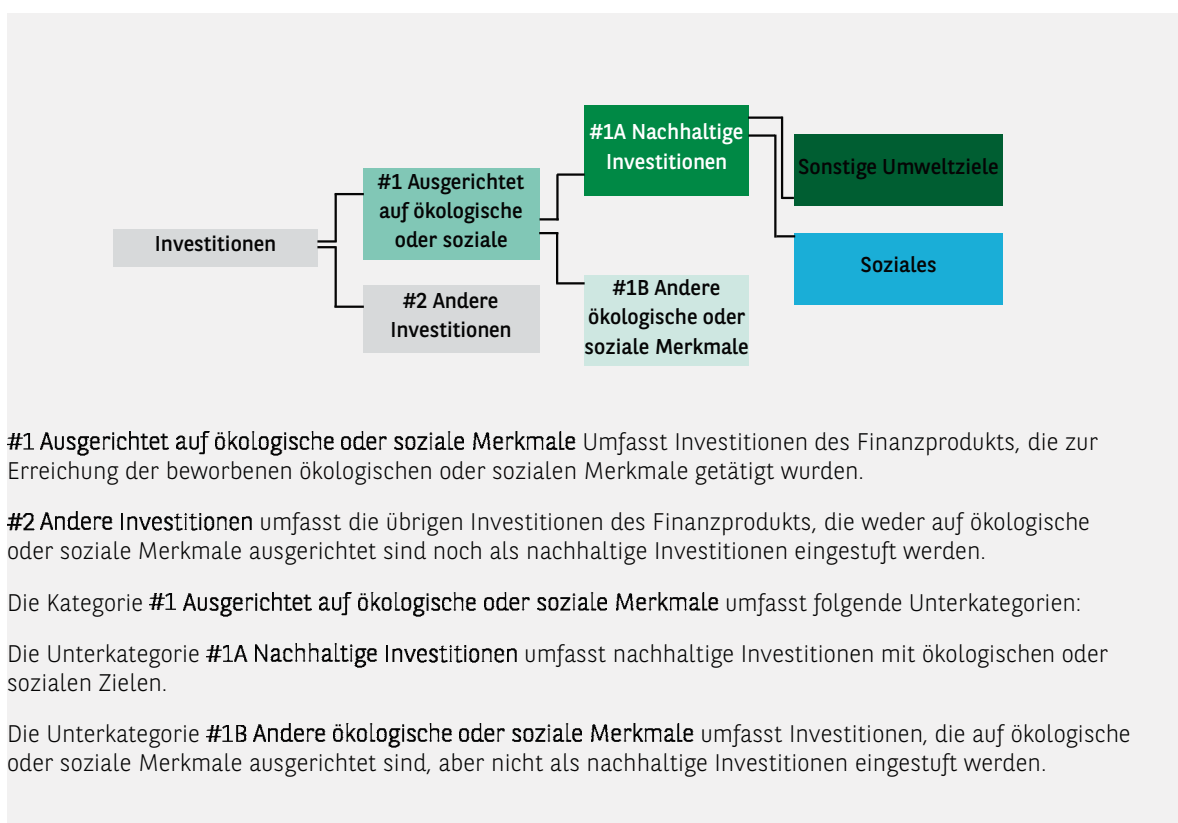 #1A Nachhaltige
Investitionen
Sonstige Umweltziele
#1 Ausgerichtet
auf ökologische
oder soziale
Investitionen
Soziales
#2 Andere
Investitionen
#1B Andere
ökologische oder
soziale Merkmale
#1 Ausgerichtet auf ökologische oder soziale Merkmale Umfasst Investitionen des Finanzprodukts, die zur
Erreichung der beworbenen ökologischen oder sozialen Merkmale getätigt wurden.
#2 Andere Investitionen umfasst die übrigen Investitionen des Finanzprodukts, die weder auf ökologische
oder soziale Merkmale ausgerichtet sind noch als nachhaltige Investitionen eingestuft werden.
Die Kategorie #1 Ausgerichtet auf ökologische oder soziale Merkmale umfasst folgende Unterkategorien:
Die Unterkategorie #1A Nachhaltige Investitionen umfasst nachhaltige Investitionen mit ökologischen oder
sozialen Zielen.
Die Unterkategorie #1B Andere ökologische oder soziale Merkmale umfasst Investitionen, die auf ökologische
oder soziale Merkmale ausgerichtet sind, aber nicht als nachhaltige Investitionen eingestuft werden.